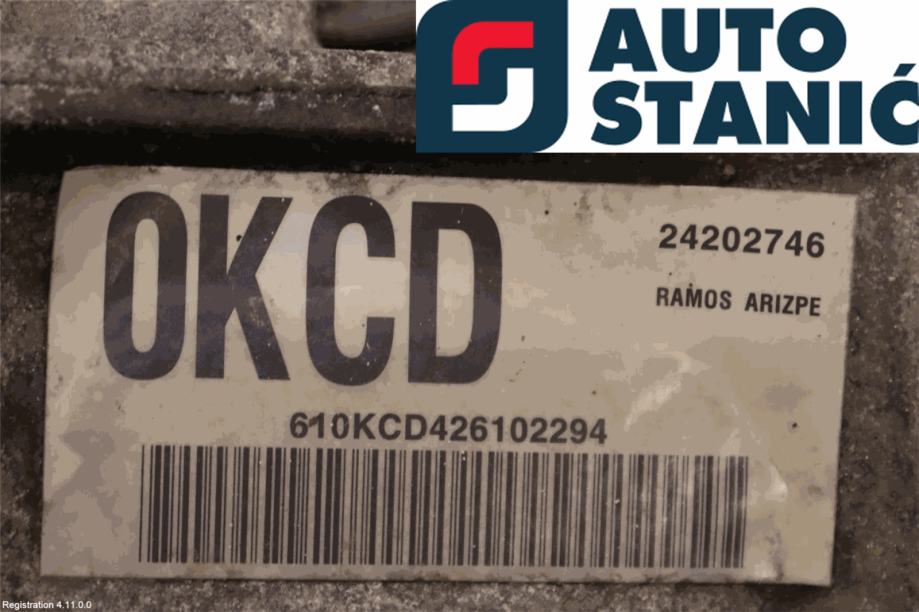 AUTO
STANIĆ
0KCD
24202746
RAMOS ARIZPE
610KCD426102294
Registration 4.11.0.0